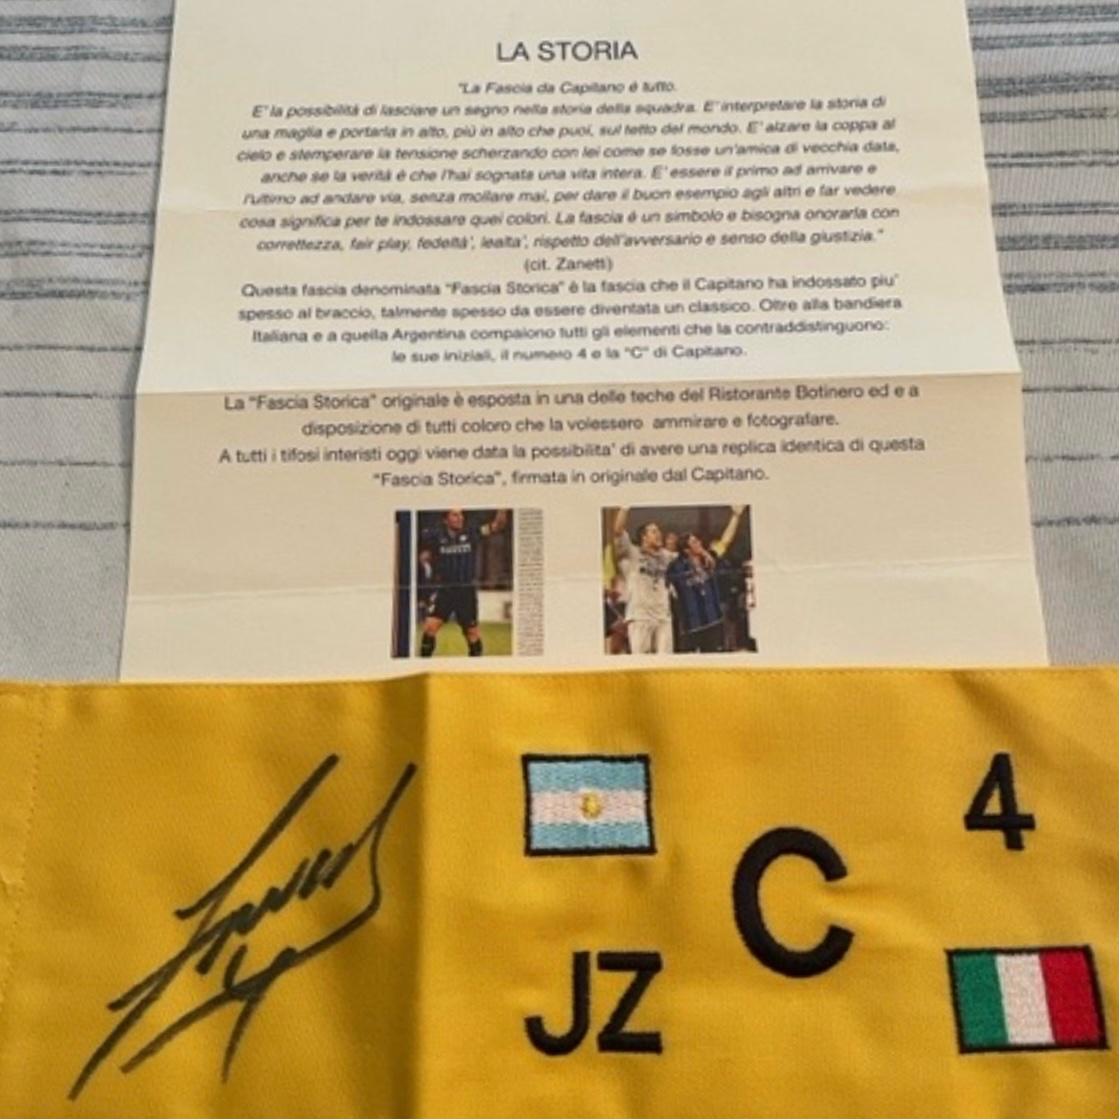 LA STORIA
"La Fascia da Capitano é tutto.
E' la possibilitá di lasciare un segno nella storia della squadra. E' interpretare la storia di
una maglia e portarla in alto, più in alto che puoi, sul tetto del mondo. E' alzare la coppa al
cielo e stemperare la tensione scherzando con lei come se fosse un'amica di vecchia data,
anche se la verità è che l'hai sognata una vita intera. E' essere il primo ad arrivare e
l'ultimo ad andare via, senza mollare mai, per dare il buon esempio agli altri e far vedere
cosa significa per te indossare quei colori. La fascia é un simbolo e bisogna onorarla con
correttezza, fair play, fedeltà', lealta', rispetto dell'avversario e senso della giustizia."
(cit. Zanetti)
Questa fascia denominata "Fascia Storica" è la fascia che il Capitano ha indossato piu'
spesso al braccio, talmente spesso da essere diventata un classico. Oltre alla bandiera
Italiana e a quella Argentina compaiono tutti gli elementi che la contraddistinguono:
le sue iniziali, il numero 4 e la "C" di Capitano.
La "Fascia Storica" originale è esposta in una delle teche del Ristorante Botinero ed e a
disposizione di tutti coloro che la volessero ammirare e fotografare.
A tutti i tifosi interisti oggi viene data la possibilita' di avere una replica identica di questa
"Fascia Storica", firmata in originale dal Capitano.
4
C
JZ